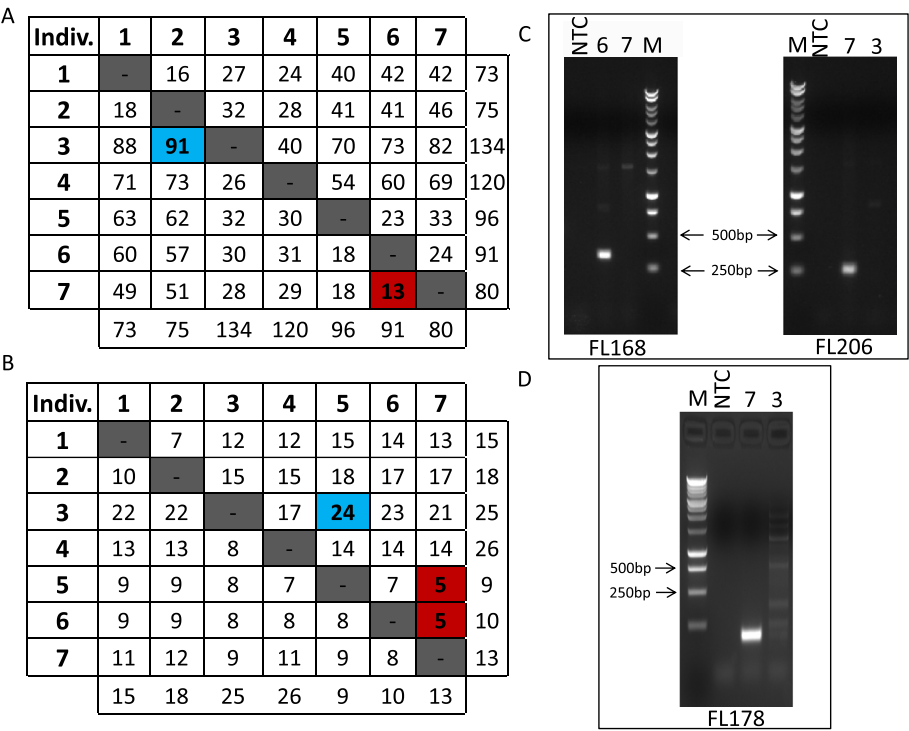 A
Indiv. 1 2 3 4 5 6 7
1 - 16 27 24 40 42 42 73
2 18 - 32 28 41 41 46 75
3 88 91 - 40 70 73 82 134
4 71 73 26 - 54 60 69 120
5 63 62 32 30 - 23 33 96
6 60 57 30 31 18 - 24 91
7 49 51 28 29 18 13 - 80
73 75 134 120 96 91 80
B
Indiv. 1 2 3 4 5 6 7
1 - 7 12 12 15 14 13 15
2 10 - 15 15 18 17 17 18
3 22 22 - 17 24 23 21 25
4 13 13 8 - 14 14 14 26
5 9 9 8 7 - 7 5 9
6 9 9 8 8 8 - 5 10
7 11 12 9 11 9 8 - 13
15 18 25 26 9 10 13
C
NTC 6 7 M
M NTC 7 3
500bp
250bp
FL168
FL206
D
M NTC 7 3
500bp
250bp
FL178